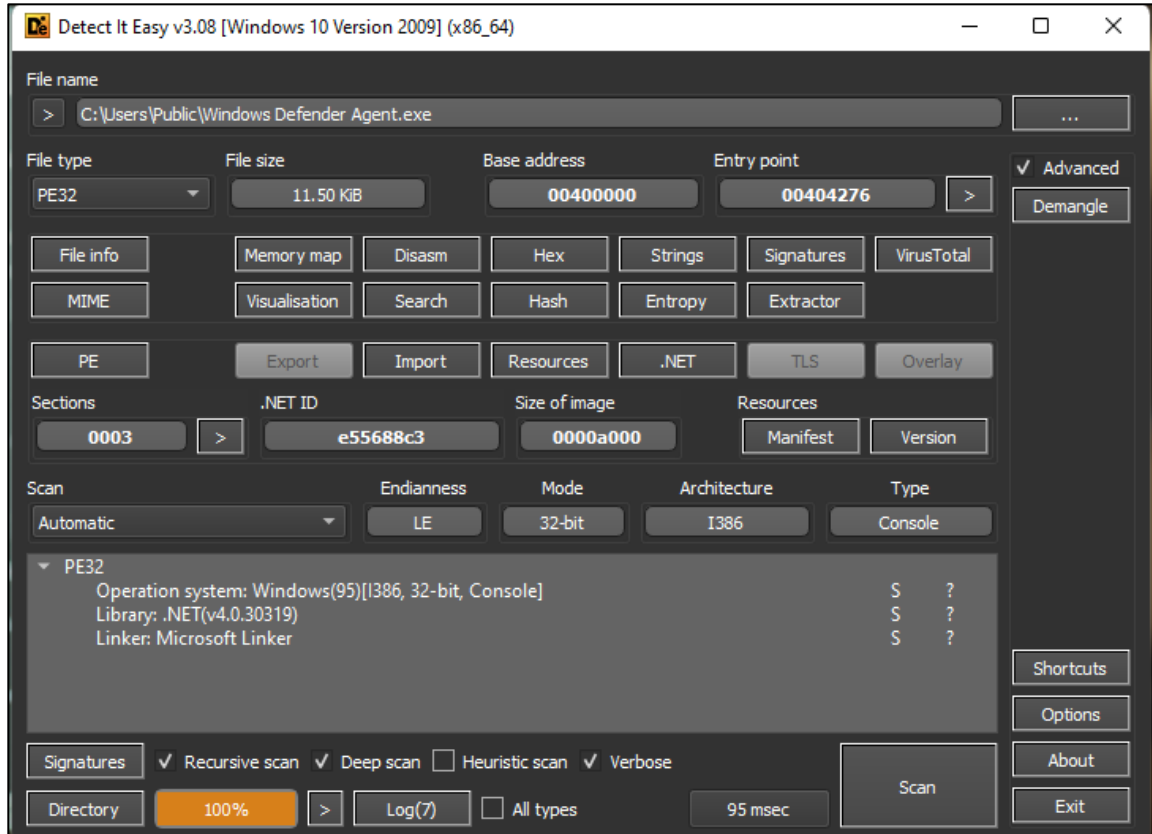 Detect It Easy v3.08 [Windows 10 Version 2009] (x86_64)
File name
> C:\Users\Public\Windows Defender Agent.exe ...
File type File size Base address Entry point Advanced
PE32 11.50 KiB 00400000 00404276 > Demangle
File info Memory map Disasm Hex Strings Signatures VirusTotal
MIME Visualisation Search Hash Entropy Extractor
PE Export Import Resources .NET TLS Overlay
Sections .NET ID Size of image Resources
0003 > e55688c3 0000a000 Manifest Version
Scan Endianness Mode Architecture Type
Automatic LE 32-bit I386 Console
PE32
Operation system: Windows(95)[I386, 32-bit, Console] S ?
Library: .NET(v4.0.30319) S ?
Linker: Microsoft Linker S ?
Shortcuts
Options
Signatures Recursive scan Deep scan Heuristic scan Verbose Scan About
Directory 100% > Log(7) All types 95 msec Exit